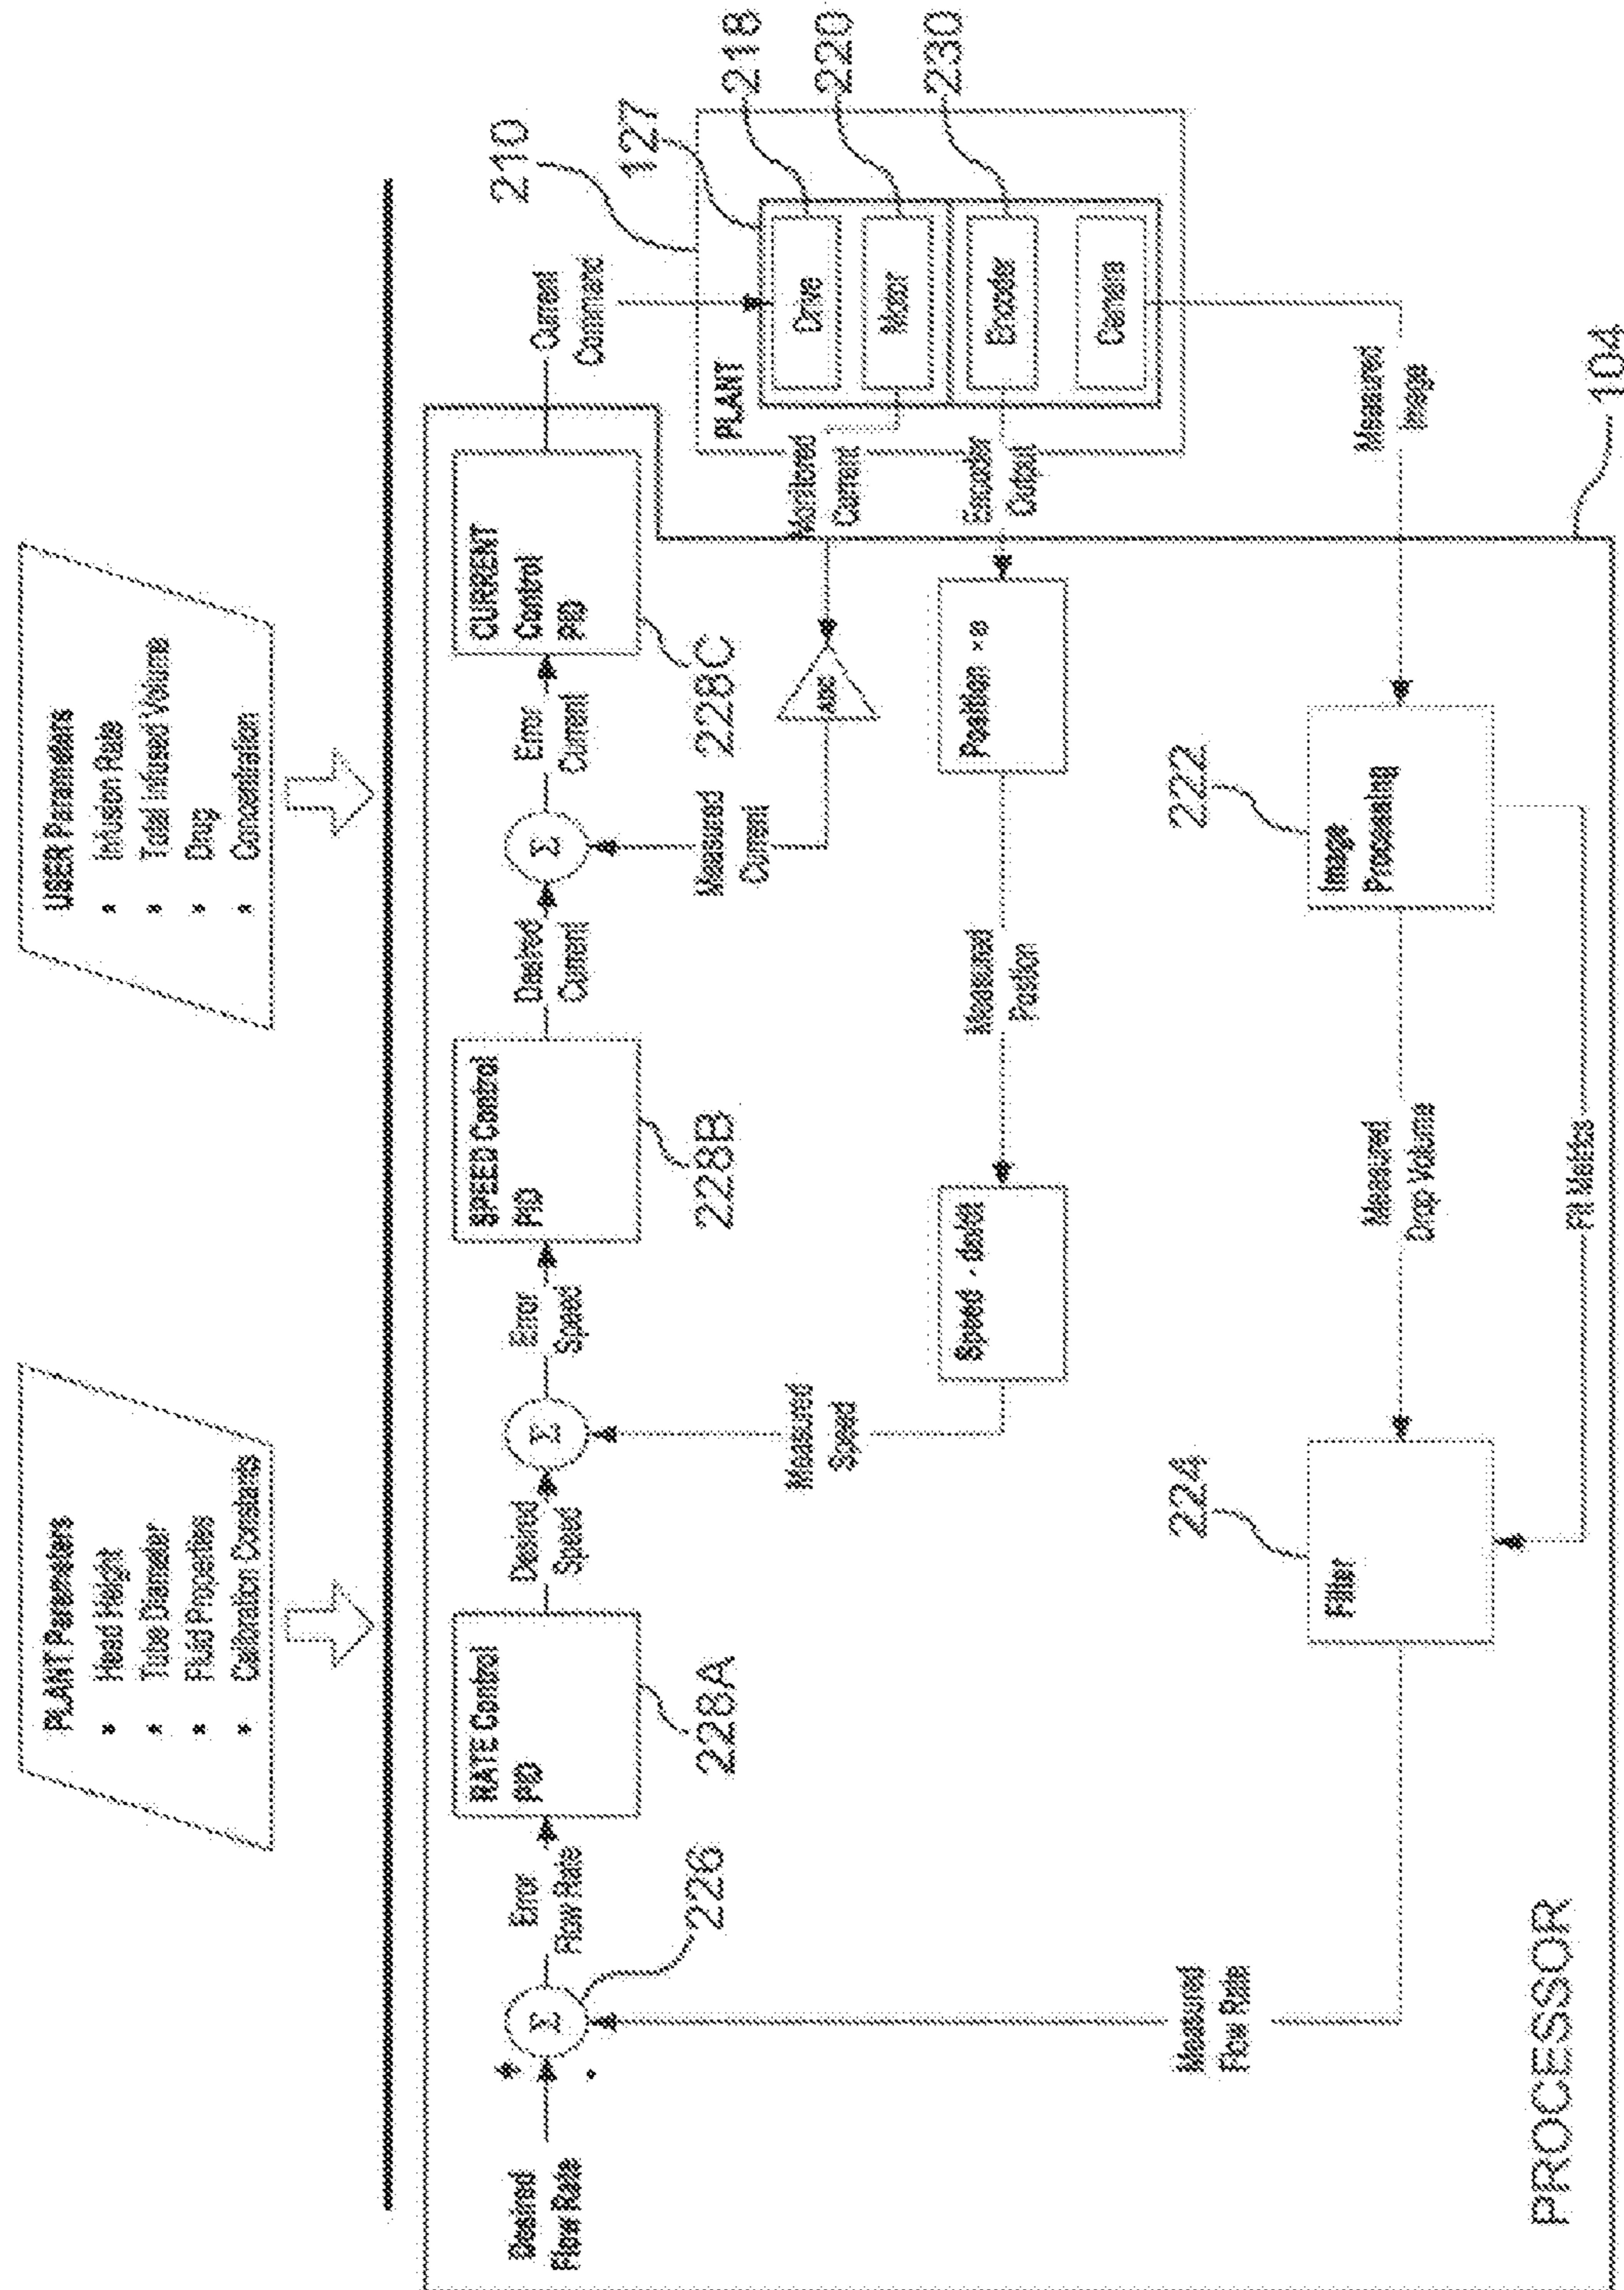 PLANT Parameters
Head Height
Tube Diameter
Fluid Properties
Calibration Constants
USER Parameters
Infusion Rate
Total Infused Volume
Drug
Concentration
Desired
Flow Rate
+
-
Σ
226
Error
Flow Rate
RATE Control
PID
228A
Desired
Speed
Σ
Error
Speed
SPEED Control
PID
228B
Desired
Current
Σ
Error
Current
CURRENT
Control
PID
228C
Current
Command
210
127
218
220
230
PLANT
Drive
Motor
Encoder
Camera
Monitored
Current
Measured
Current
Encoder
Output
Position
Measured
Position
Speed
Measured
Speed
Measured
Image
222
Image
Processing
Measured
Drop Volume
Fit Metrics
224
Filter
Measured
Flow Rate
104
PROCESSOR